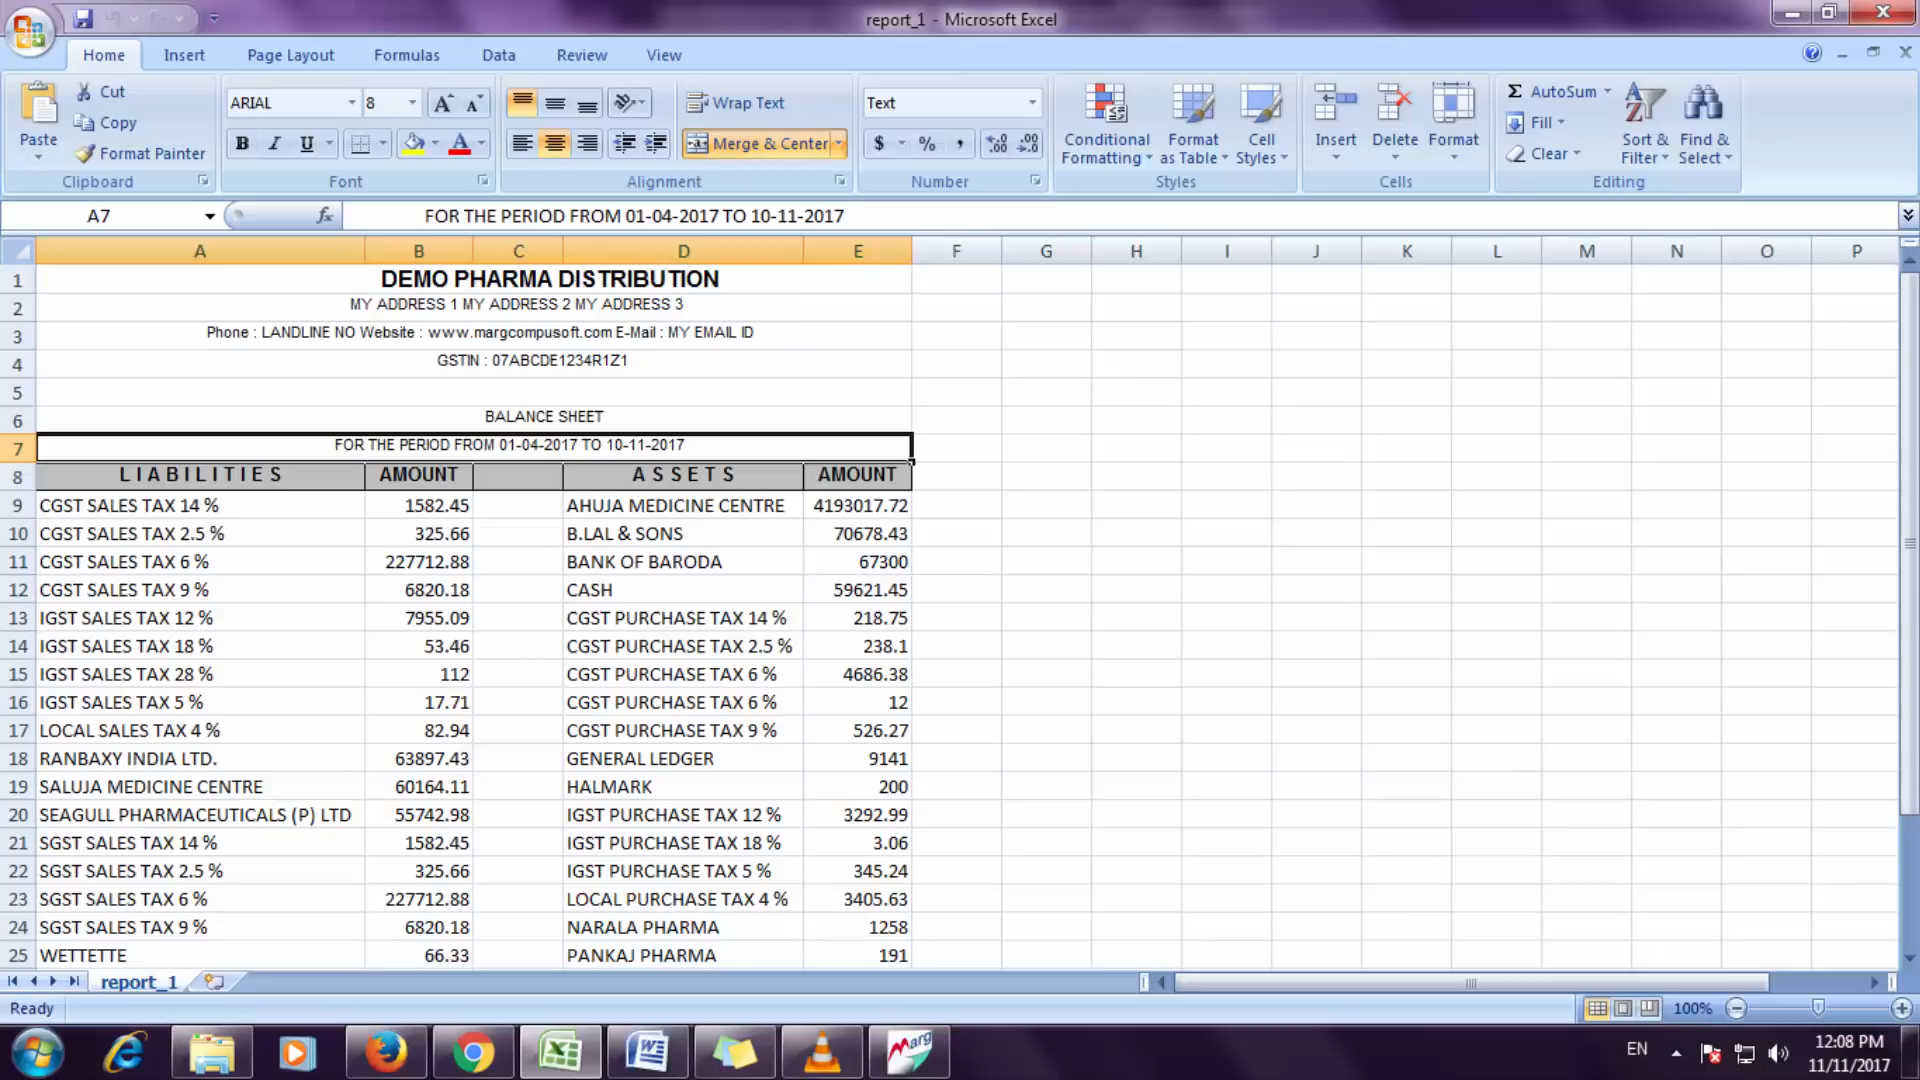 report_1 - Microsoft Excel
Home Insert Page Layout Formulas Data Review View
Paste Cut Copy Format Painter Clipboard
ARIAL 8 A A B I U A Font
Wrap Text Merge & Center Alignment
Text $ % , .0 .00 .00 .0 Number
Conditional Formatting Format as Table Cell Styles Styles
Insert Delete Format Cells
Σ AutoSum Fill Clear Sort & Filter Find & Select Editing
A7 fx FOR THE PERIOD FROM 01-04-2017 TO 10-11-2017
A B C D E F G H I J K L M N O P
1 DEMO PHARMA DISTRIBUTION
2 MY ADDRESS 1 MY ADDRESS 2 MY ADDRESS 3
3 Phone : LANDLINE NO Website : www.margcompusoft.com E-Mail : MY EMAIL ID
4 GSTIN : 07ABCDE1234R1Z1
5
6 BALANCE SHEET
7 FOR THE PERIOD FROM 01-04-2017 TO 10-11-2017
8 L I A B I L I T I E S AMOUNT A S S E T S AMOUNT
9 CGST SALES TAX 14 % 1582.45 AHUJA MEDICINE CENTRE 4193017.72
10 CGST SALES TAX 2.5 % 325.66 B.LAL & SONS 70678.43
11 CGST SALES TAX 6 % 227712.88 BANK OF BARODA 67300
12 CGST SALES TAX 9 % 6820.18 CASH 59621.45
13 IGST SALES TAX 12 % 7955.09 CGST PURCHASE TAX 14 % 218.75
14 IGST SALES TAX 18 % 53.46 CGST PURCHASE TAX 2.5 % 238.1
15 IGST SALES TAX 28 % 112 CGST PURCHASE TAX 6 % 4686.38
16 IGST SALES TAX 5 % 17.71 CGST PURCHASE TAX 6 % 12
17 LOCAL SALES TAX 4 % 82.94 CGST PURCHASE TAX 9 % 526.27
18 RANBAXY INDIA LTD. 63897.43 GENERAL LEDGER 9141
19 SALUJA MEDICINE CENTRE 60164.11 HALMARK 200
20 SEAGULL PHARMACEUTICALS (P) LTD 55742.98 IGST PURCHASE TAX 12 % 3292.99
21 SGST SALES TAX 14 % 1582.45 IGST PURCHASE TAX 18 % 3.06
22 SGST SALES TAX 2.5 % 325.66 IGST PURCHASE TAX 5 % 345.24
23 SGST SALES TAX 6 % 227712.88 LOCAL PURCHASE TAX 4 % 3405.63
24 SGST SALES TAX 9 % 6820.18 NARALA PHARMA 1258
25 WETTETTE 66.33 PANKAJ PHARMA 191
report_1
Ready 100%
Marg EN 12:08 PM
11/11/2017